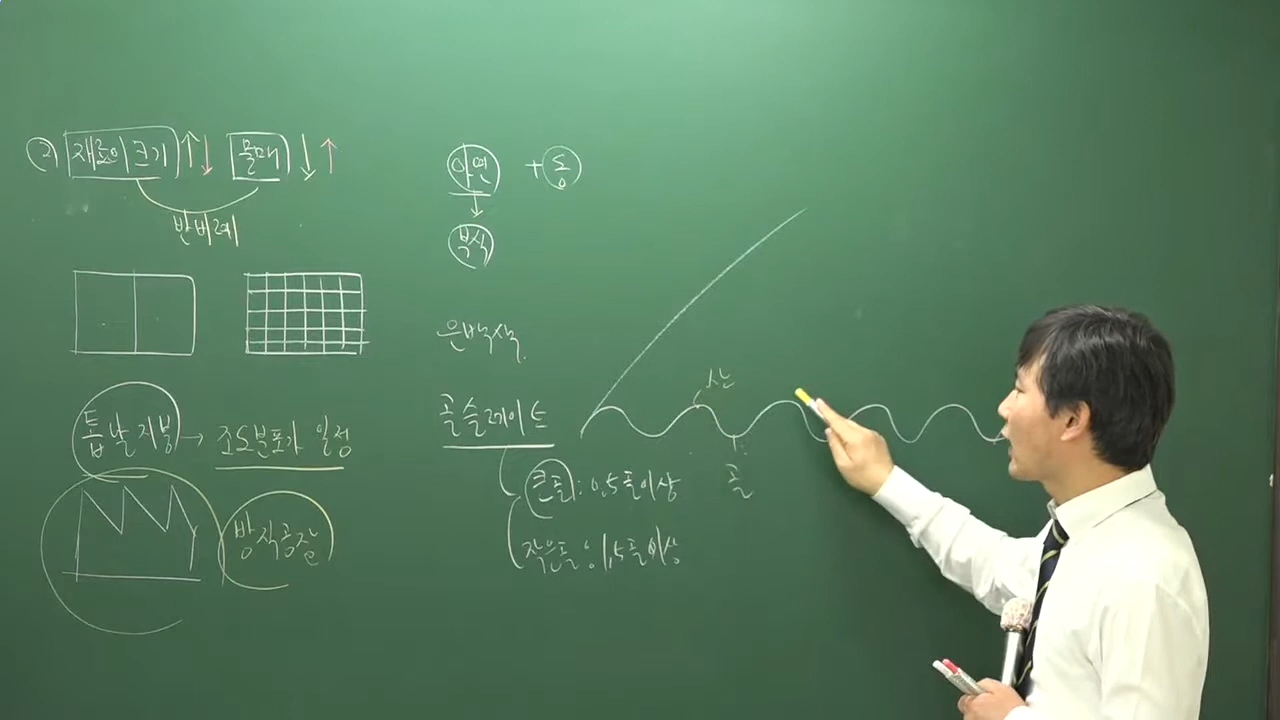 2) 재료의 크기 ↑↓ 물매 ↓↑
반비례
톱날지붕 → 조도분포가 일정
방직공장
아연 + 동
↓
부식
은백색
골슬레이트
큰골 : 0.5골이상
작은골 : 1.5골이상
산
골